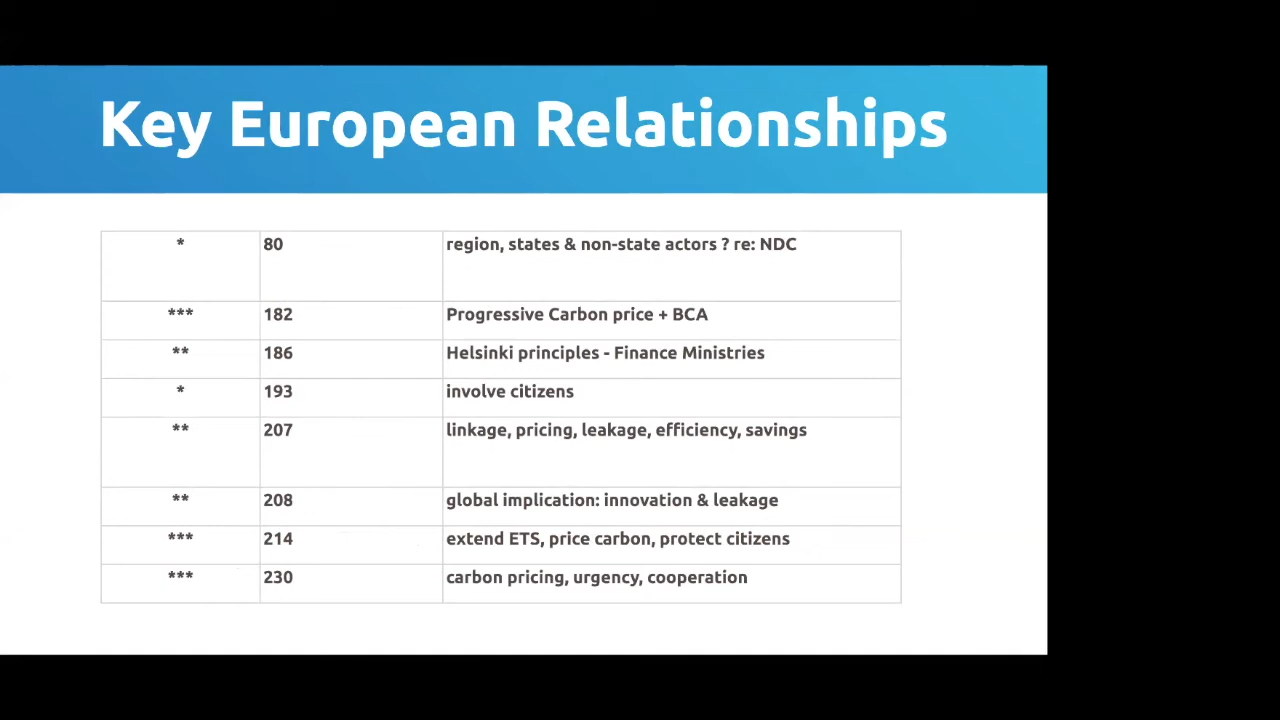 Key European Relationships
* 80 region, states & non-state actors ? re: NDC
*** 182 Progressive Carbon price + BCA
** 186 Helsinki principles - Finance Ministries
* 193 involve citizens
** 207 linkage, pricing, leakage, efficiency, savings
** 208 global implication: innovation & leakage
*** 214 extend ETS, price carbon, protect citizens
*** 230 carbon pricing, urgency, cooperation